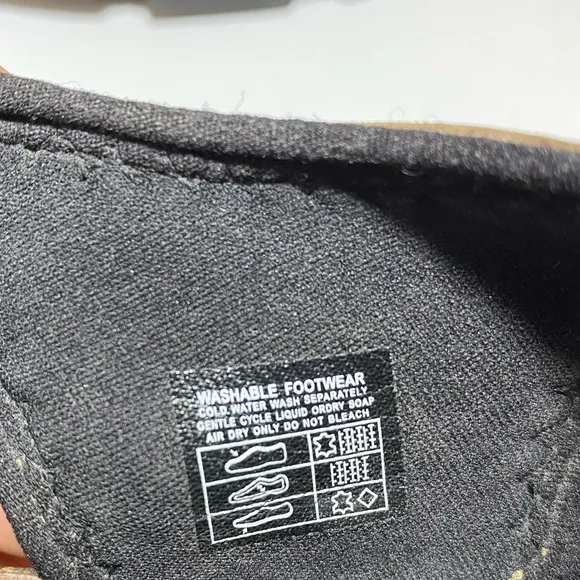 WASHABLE FOOTWEAR
COLD WATER WASH SEPARATELY
GENTLE CYCLE LIQUID ORDRY SOAP
AIR DRY ONLY DO NOT BLEACH